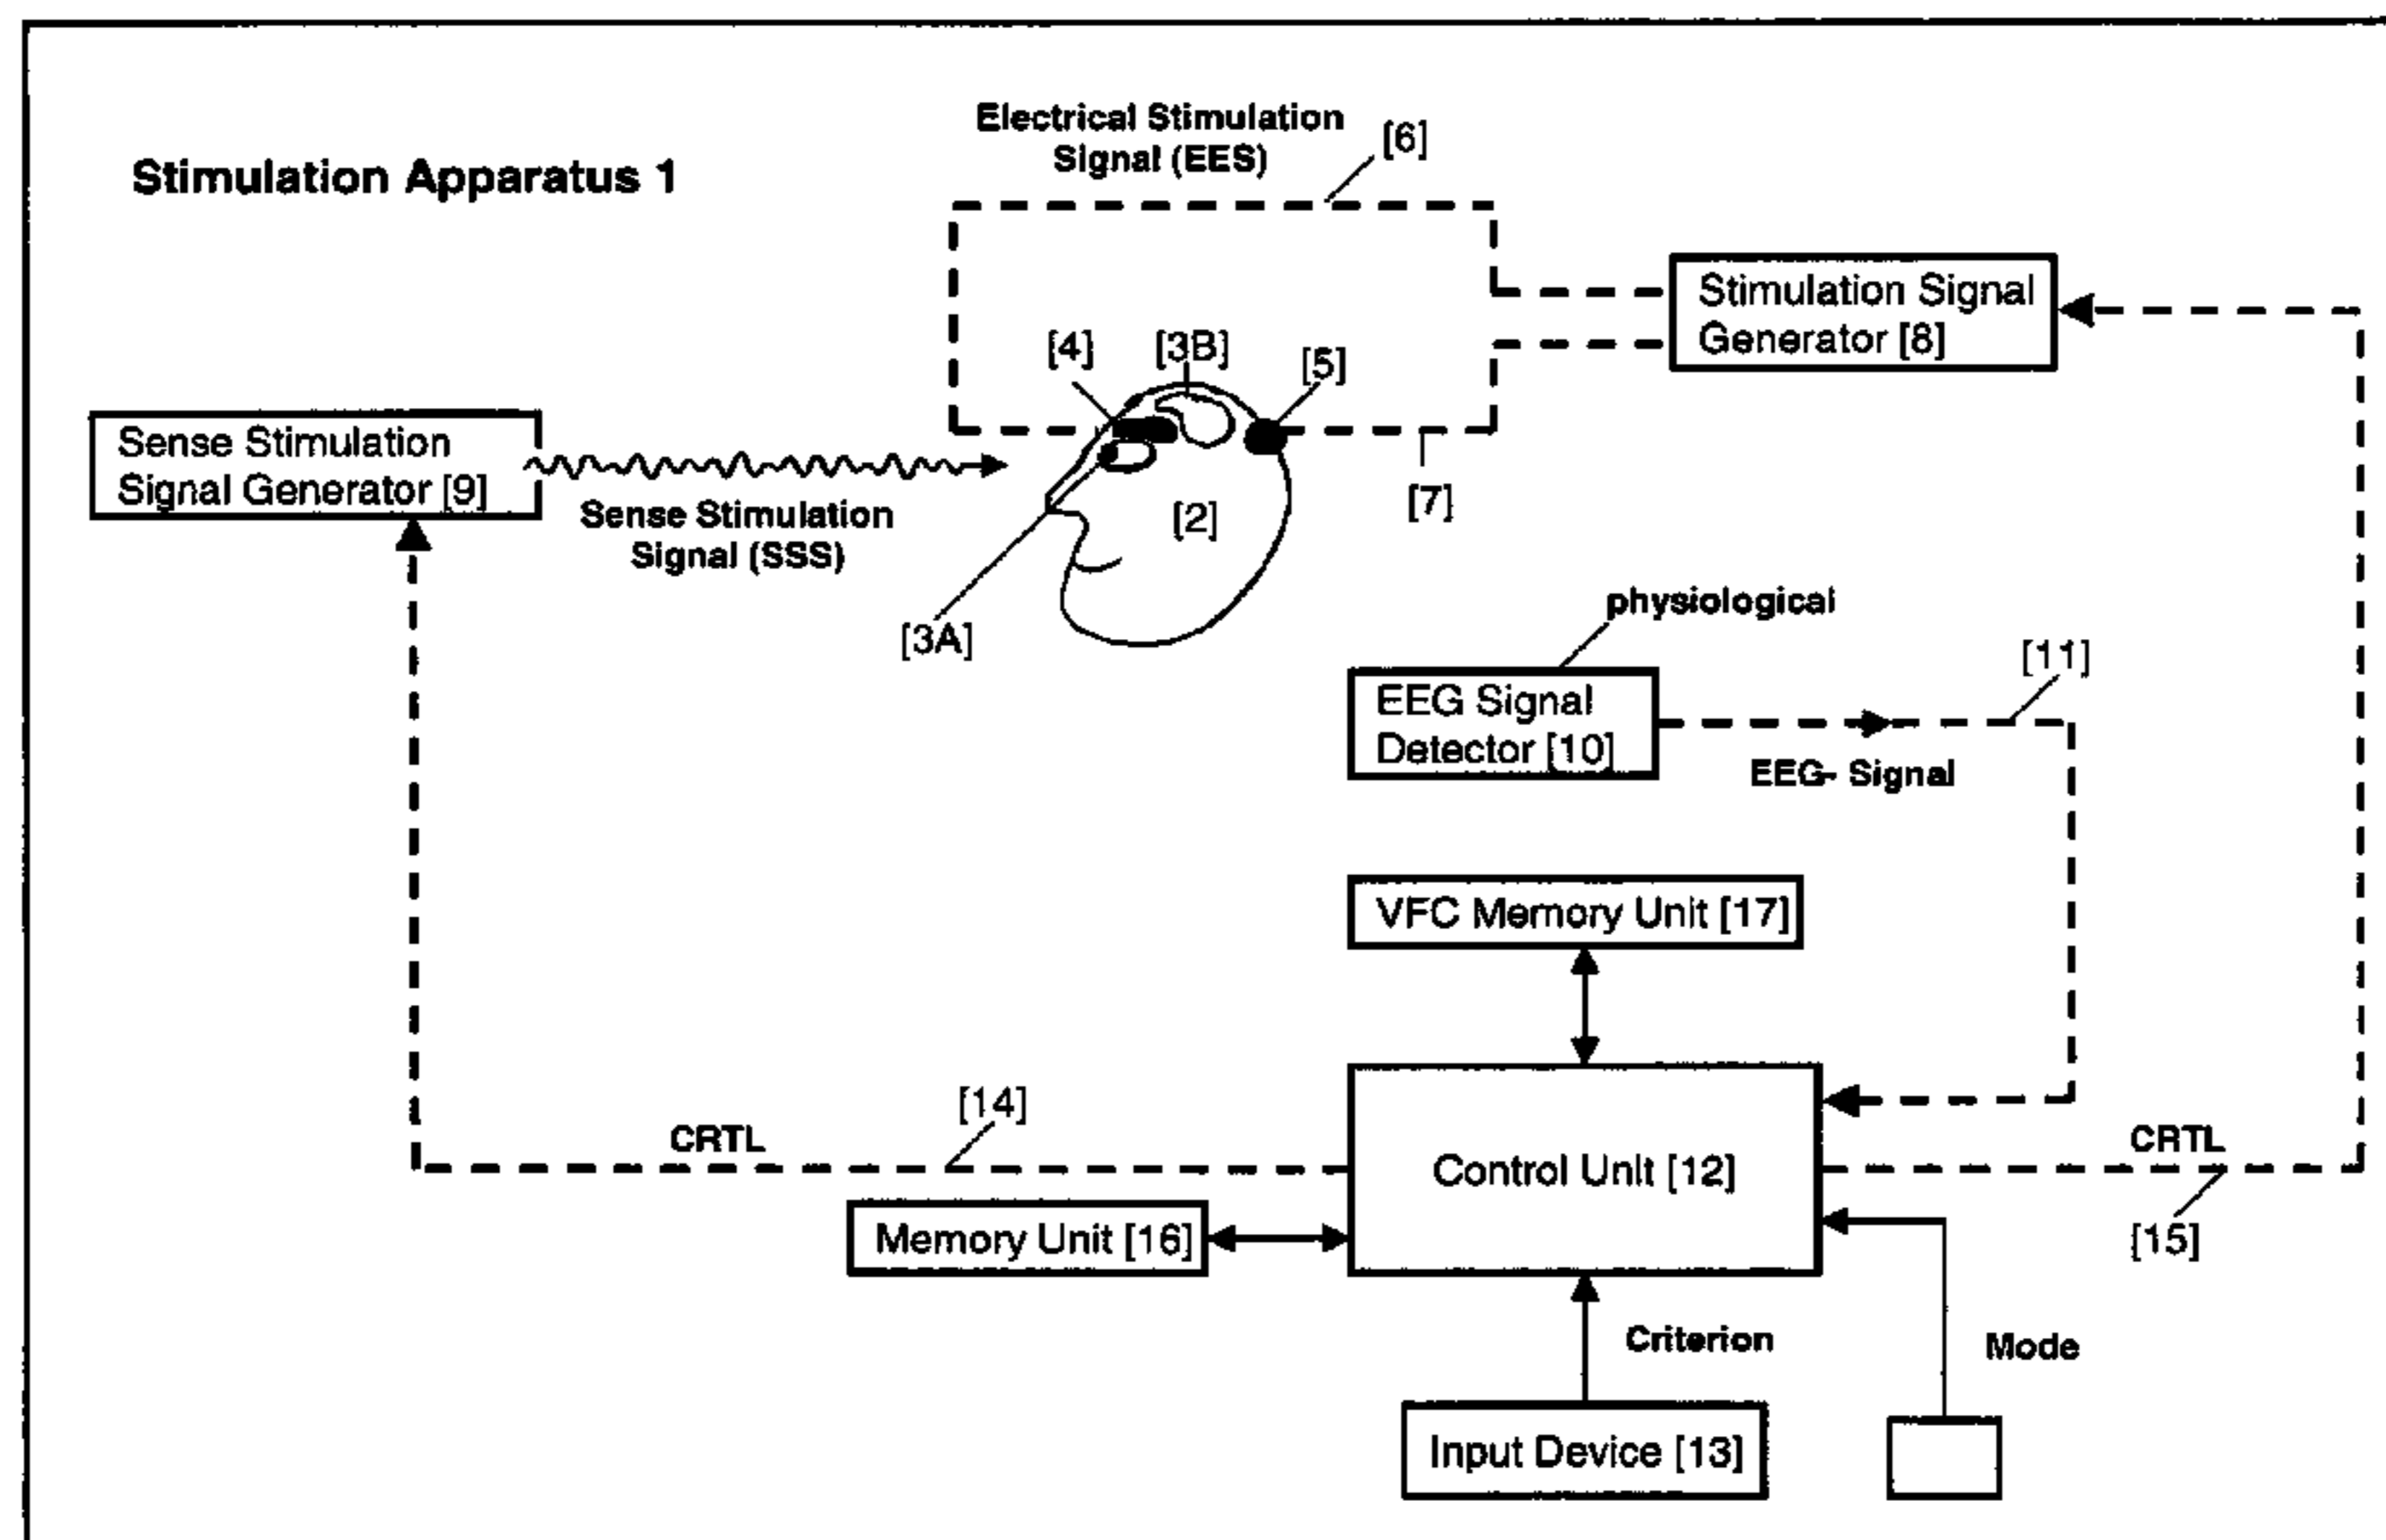 Stimulation Apparatus 1
Electrical Stimulation
Signal (EES)
[6]
Stimulation Signal
Generator [8]
[4]
[3B]
[5]
Sense Stimulation
Signal Generator [9]
Sense Stimulation
Signal (SSS)
[2]
[7]
[3A]
physiological
EEG Signal
Detector [10]
[11]
EEG- Signal
VFC Memory Unit [17]
[14]
CRTL
Control Unit [12]
CRTL
[15]
Memory Unit [16]
Criterion
Mode
Input Device [13]